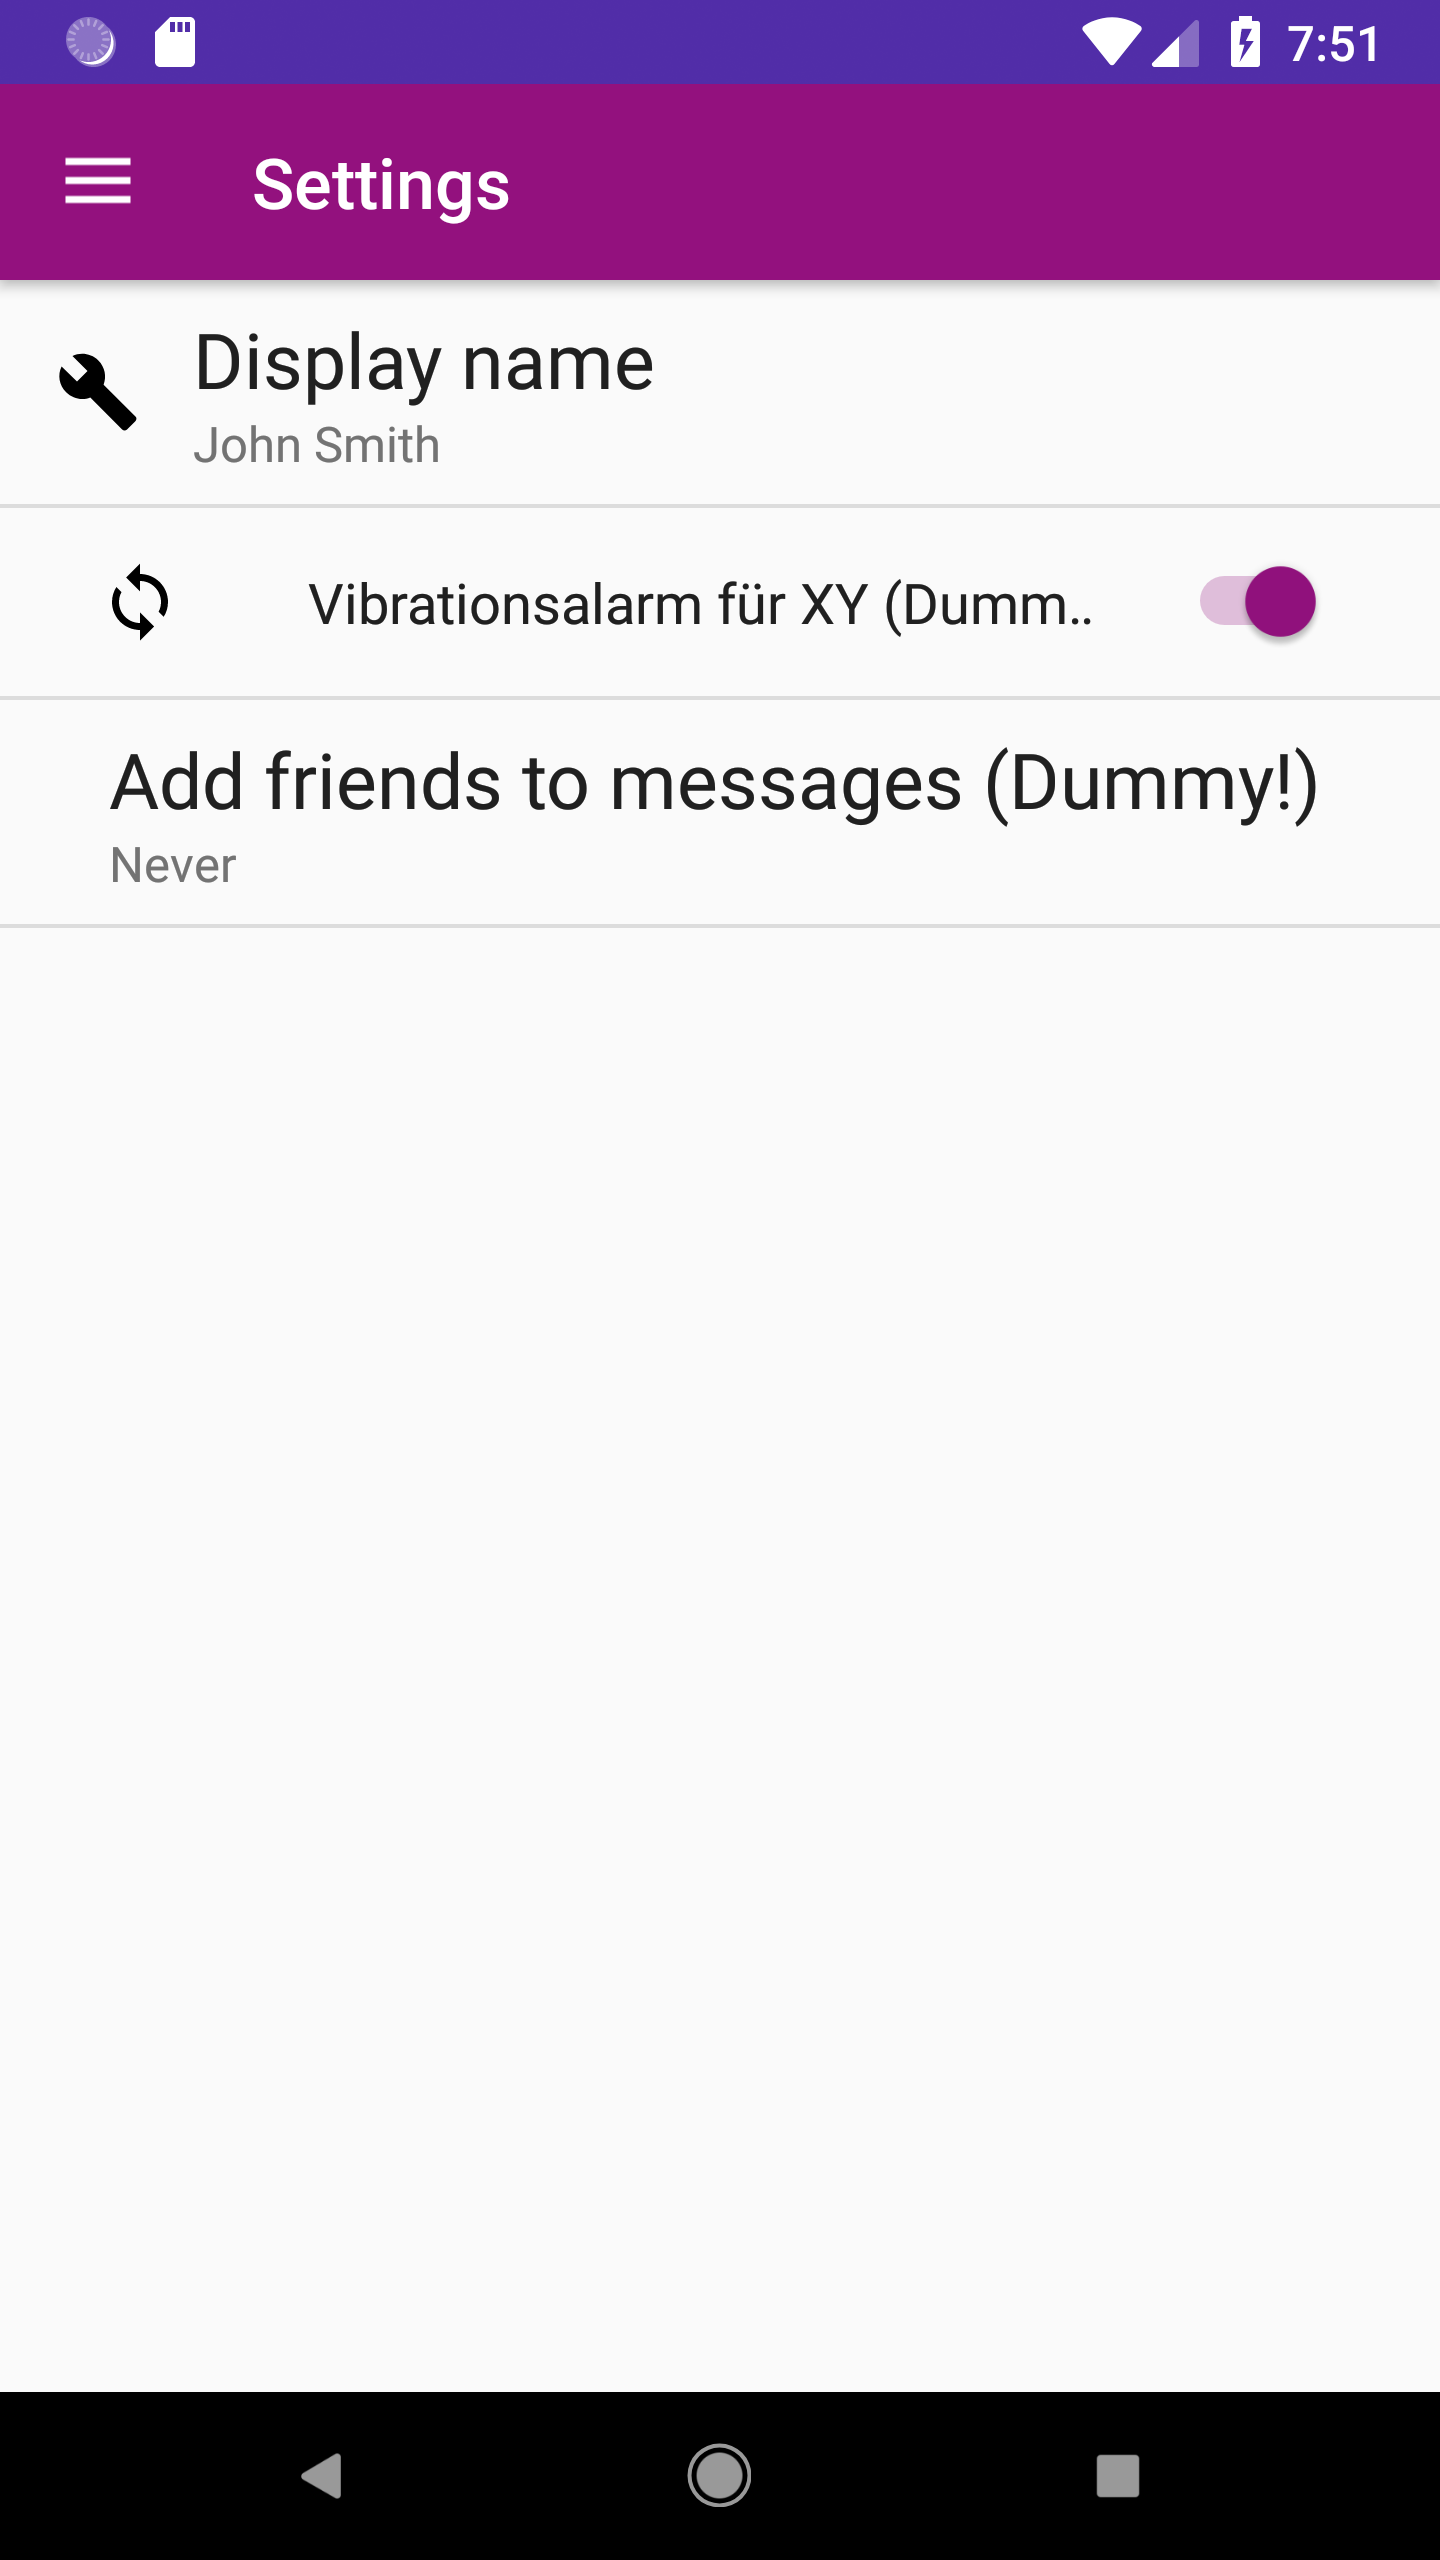 7:51
Settings
Display name
John Smith
Vibrationsalarm für XY (Dumm..
Add friends to messages (Dummy!)
Never